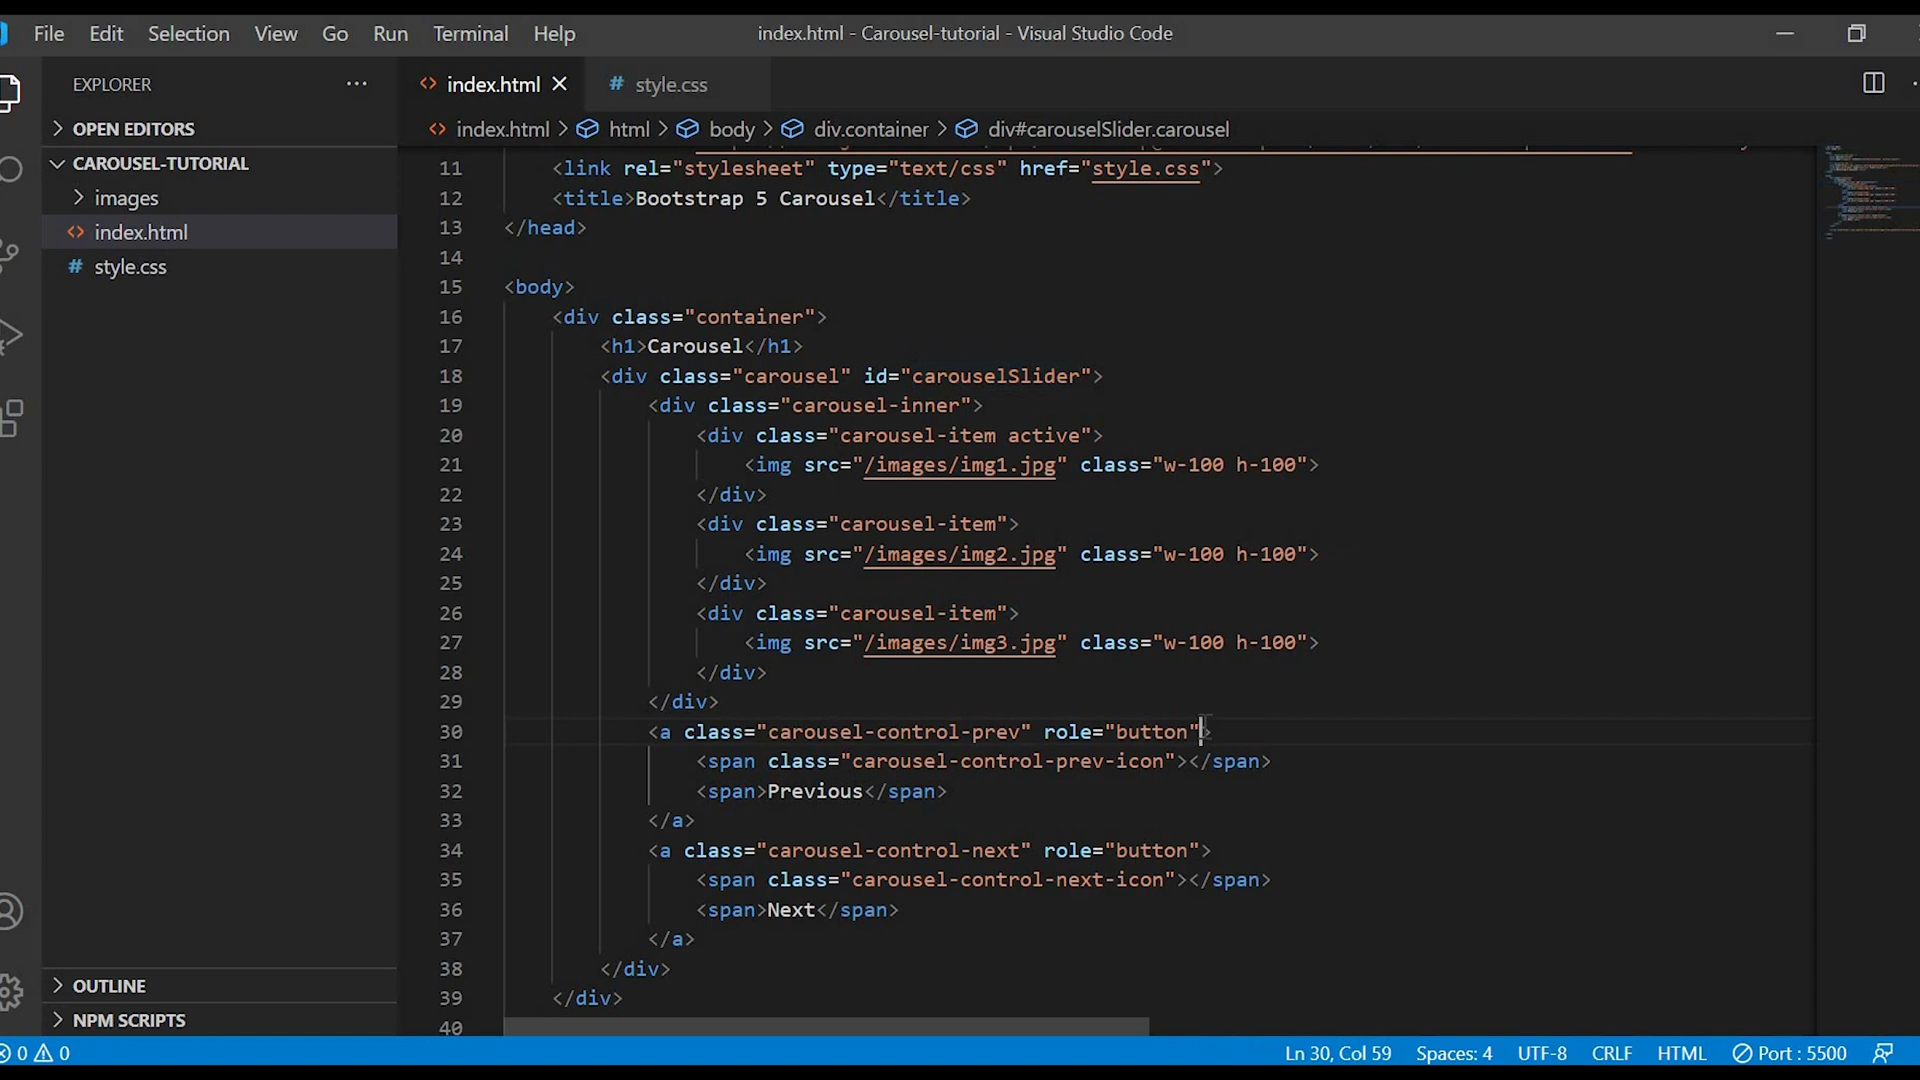 File Edit Selection View Go Run Terminal Help index.html - Carousel-tutorial - Visual Studio Code
EXPLORER ···
OPEN EDITORS
CAROUSEL-TUTORIAL
images
index.html
style.css
OUTLINE
NPM SCRIPTS
index.html style.css
index.html > html > body > div.container > div#carouselSlider.carousel
11 <link rel="stylesheet" type="text/css" href="style.css">
12 <title>Bootstrap 5 Carousel</title>
13 </head>
14
15 <body>
16 <div class="container">
17 <h1>Carousel</h1>
18 <div class="carousel" id="carouselSlider">
19 <div class="carousel-inner">
20 <div class="carousel-item active">
21 <img src="/images/img1.jpg" class="w-100 h-100">
22 </div>
23 <div class="carousel-item">
24 <img src="/images/img2.jpg" class="w-100 h-100">
25 </div>
26 <div class="carousel-item">
27 <img src="/images/img3.jpg" class="w-100 h-100">
28 </div>
29 </div>
30 <a class="carousel-control-prev" role="button">
31 <span class="carousel-control-prev-icon"></span>
32 <span>Previous</span>
33 </a>
34 <a class="carousel-control-next" role="button">
35 <span class="carousel-control-next-icon"></span>
36 <span>Next</span>
37 </a>
38 </div>
39 </div>
40
0 0 Ln 30, Col 59 Spaces: 4 UTF-8 CRLF HTML Port : 5500